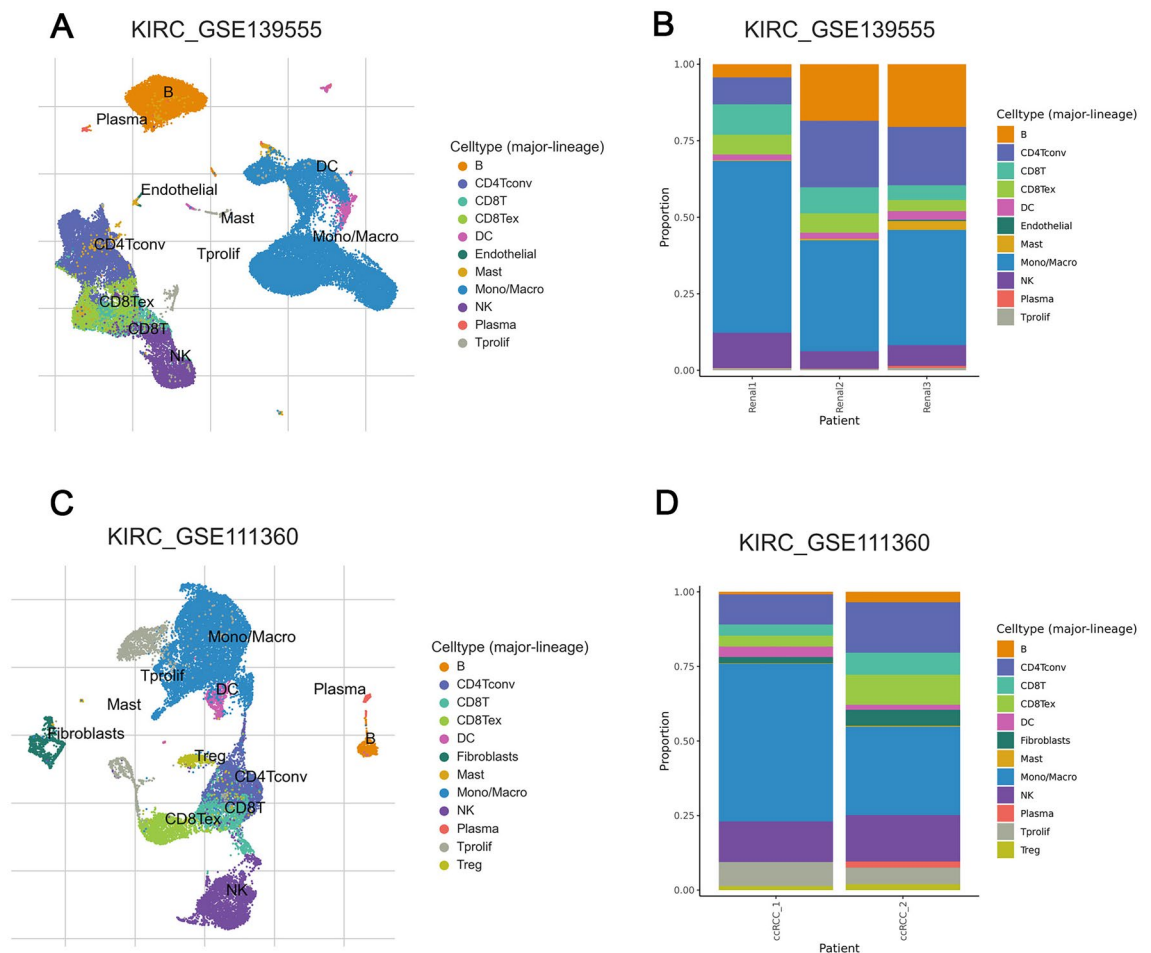 A
KIRC_GSE139555
B
Plasma
DC
Endothelial
Mast
CD4Tconv
Mono/Macro
Tprolif
CD8Tex
CD8T
NK
Celltype (major-lineage)
B
CD4Tconv
CD8T
CD8Tex
DC
Endothelial
Mast
Mono/Macro
NK
Plasma
Tprolif
B
KIRC_GSE139555
Proportion
1.00
0.75
0.50
0.25
0.00
Renal1
Renal2
Renal3
Patient
Celltype (major-lineage)
B
CD4Tconv
CD8T
CD8Tex
DC
Endothelial
Mast
Mono/Macro
NK
Plasma
Tprolif
C
KIRC_GSE111360
Mono/Macro
Tprolif
DC
Plasma
Mast
Fibroblasts
B
Treg
CD4Tconv
CD8T
CD8Tex
NK
Celltype (major-lineage)
B
CD4Tconv
CD8T
CD8Tex
DC
Fibroblasts
Mast
Mono/Macro
NK
Plasma
Tprolif
Treg
D
KIRC_GSE111360
Proportion
1.00
0.75
0.50
0.25
0.00
ccRCC_1
ccRCC_2
Patient
Celltype (major-lineage)
B
CD4Tconv
CD8T
CD8Tex
DC
Fibroblasts
Mast
Mono/Macro
NK
Plasma
Tprolif
Treg